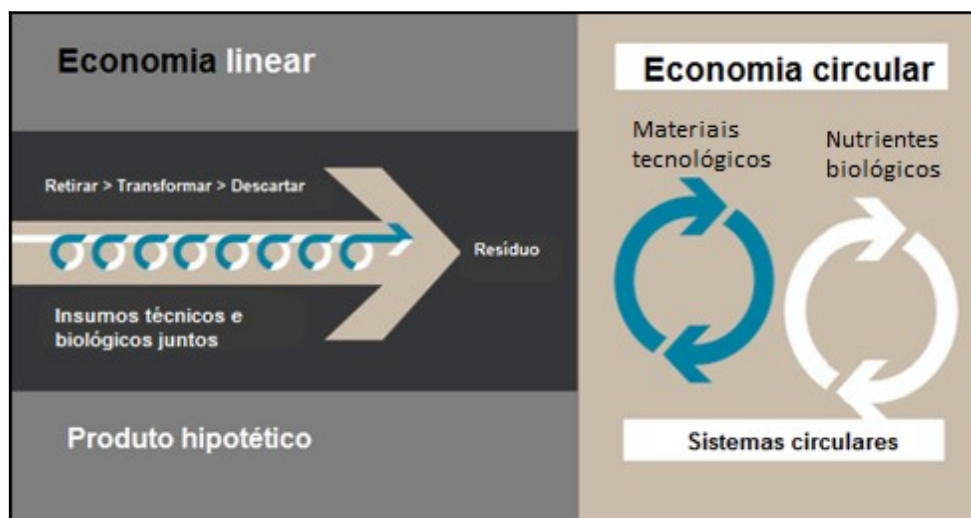 Economia linear
Retirar > Transformar > Descartar
Resíduo
Insumos técnicos e
biológicos juntos
Produto hipotético
Economia circular
Materiais
tecnológicos
Nutrientes
biológicos
Sistemas circulares